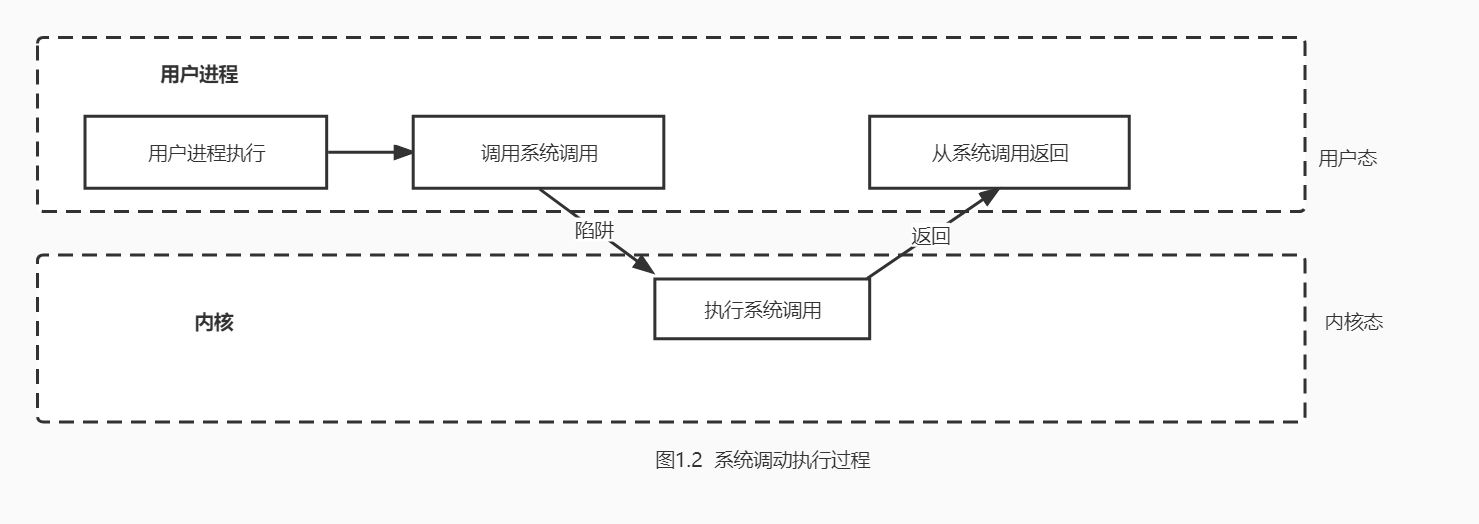 用户进程
用户进程执行
调用系统调用
从系统调用返回
用户态
陷阱
返回
执行系统调用
内核
内核态
图1.2 系统调动执行过程